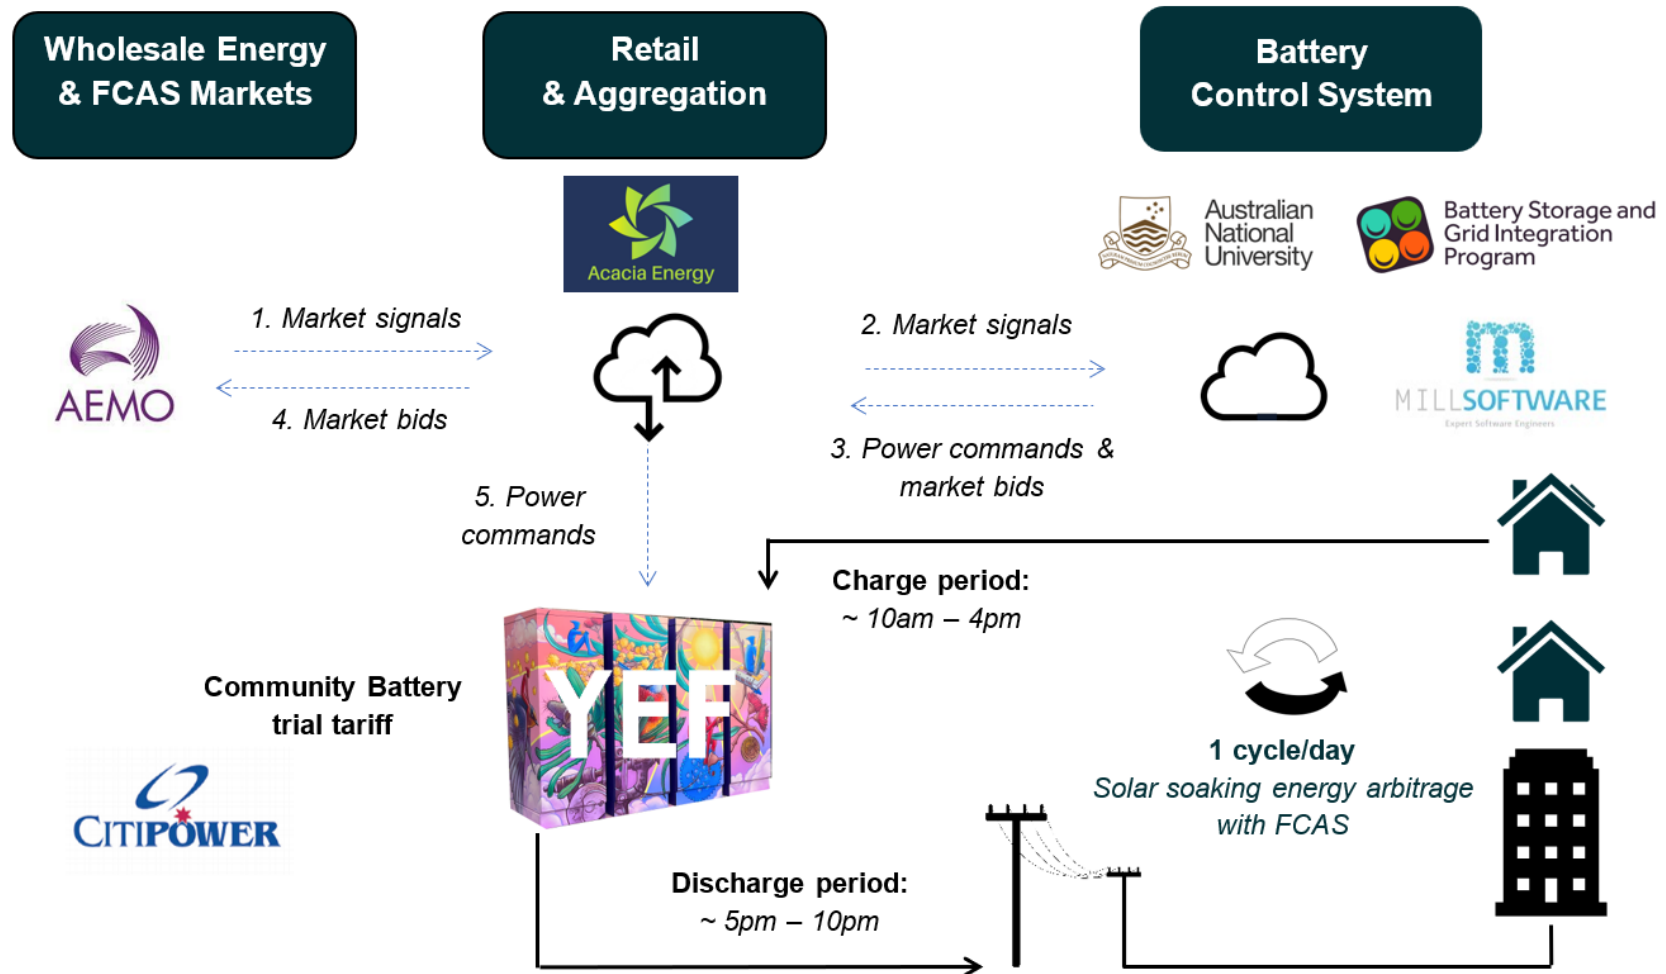 Wholesale Energy
& FCAS Markets
Retail
& Aggregation
Battery
Control System
Acacia Energy
Australian
National
University
Battery Storage and
Grid Integration
Program
AEMO
1. Market signals
4. Market bids
2. Market signals
3. Power commands &
market bids
MILLSOFTWARE
Expert Software Engineers
5. Power
commands
Charge period:
~ 10am – 4pm
YEF
Community Battery
trial tariff
CITIPOWER
1 cycle/day
Solar soaking energy arbitrage
with FCAS
Discharge period:
~ 5pm – 10pm